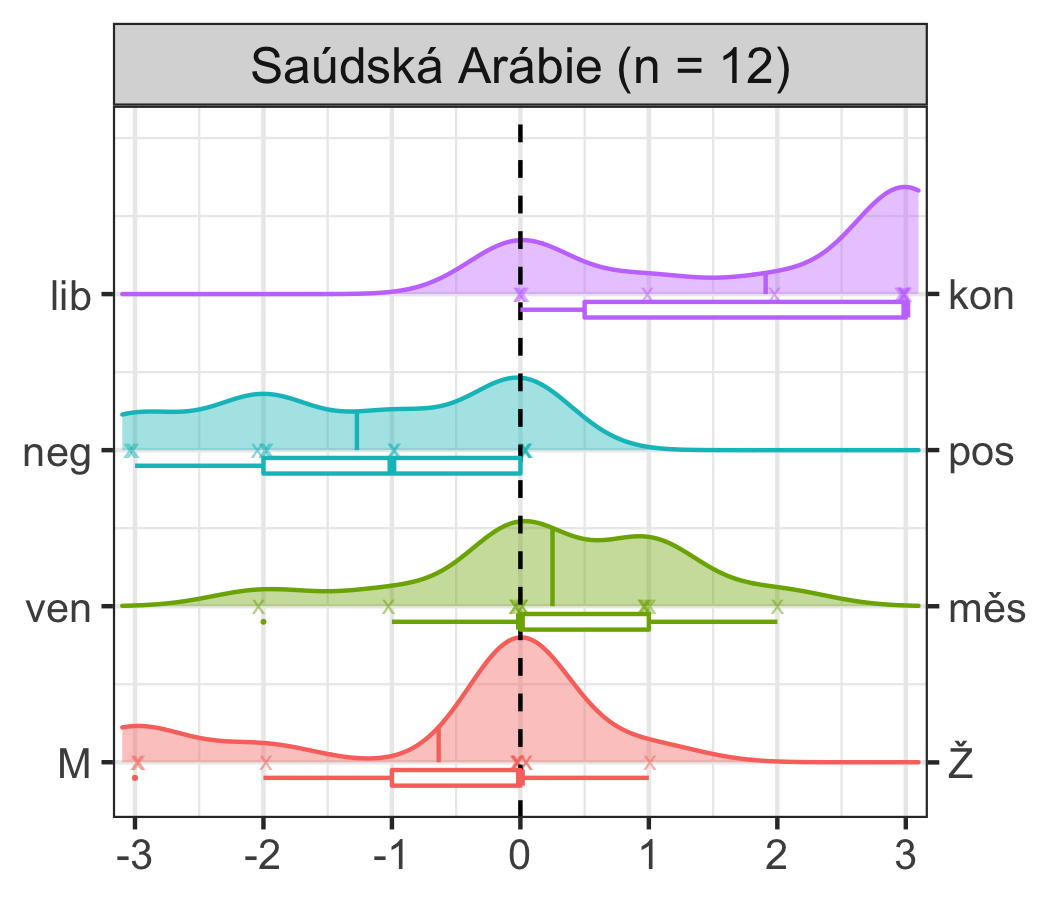 Saúdská Arábie (n = 12)
lib kon
neg pos
ven měs
M Ž
-3 -2 -1 0 1 2 3